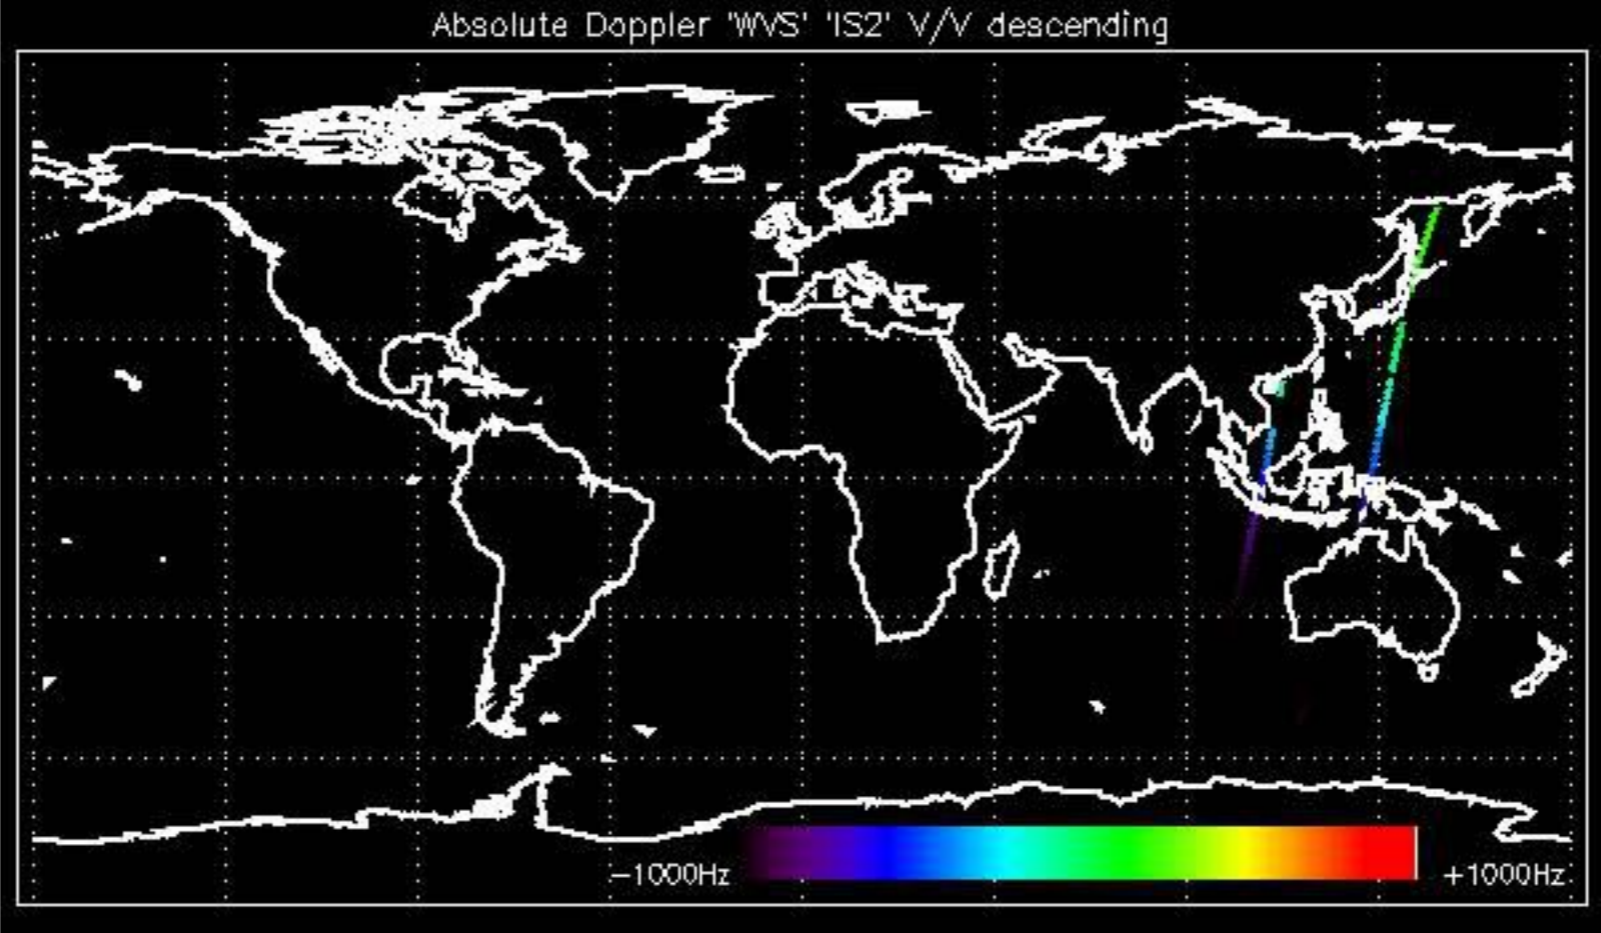 Absolute Doppler 'WVS' 'IS2' V/V descending
−1000Hz
+1000Hz